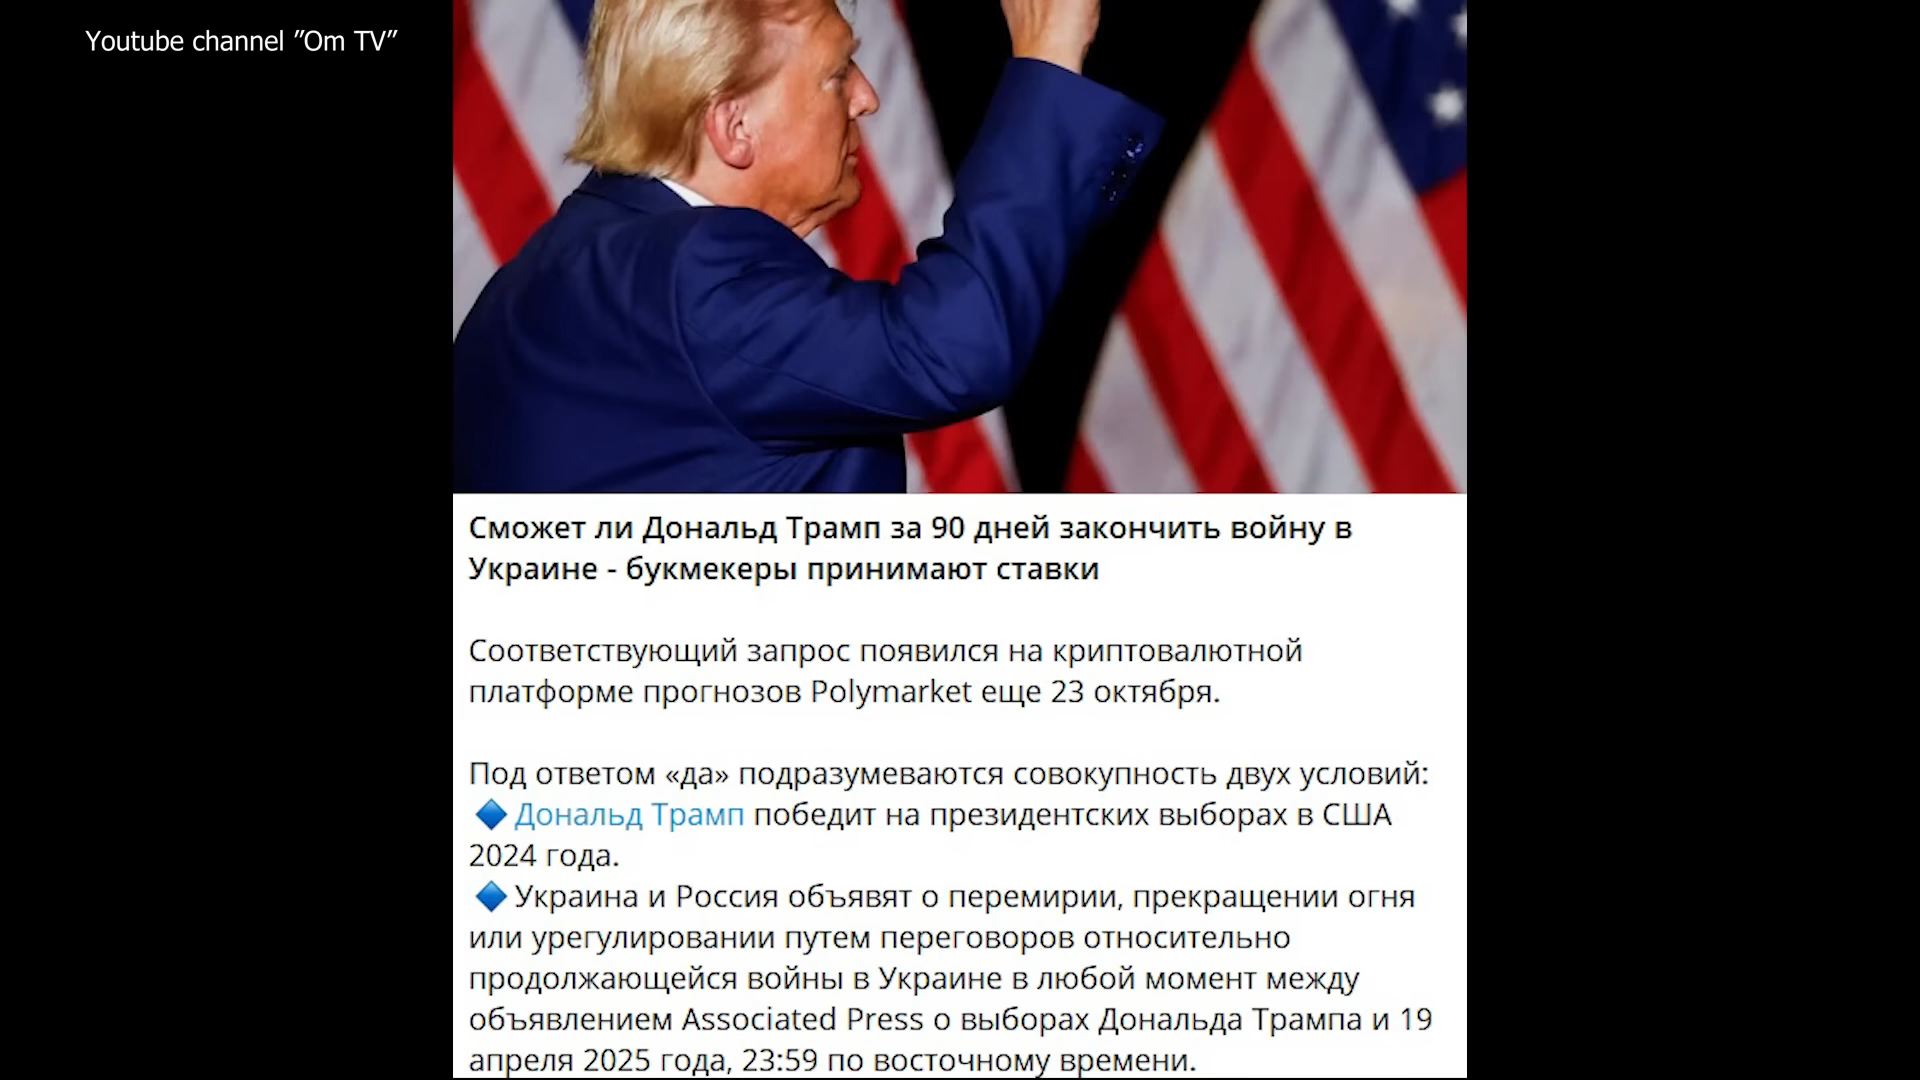 Youtube channel "Om TV"
Сможет ли Дональд Трамп за 90 дней закончить войну в
Украине - букмекеры принимают ставки
Соответствующий запрос появился на криптовалютной
платформе прогнозов Polymarket еще 23 октября.
Под ответом «да» подразумеваются совокупность двух условий:
Дональд Трамп победит на президентских выборах в США
2024 года.
Украина и Россия объявят о перемирии, прекращении огня
или урегулировании путем переговоров относительно
продолжающейся войны в Украине в любой момент между
объявлением Associated Press о выборах Дональда Трампа и 19
апреля 2025 года, 23:59 по восточному времени.